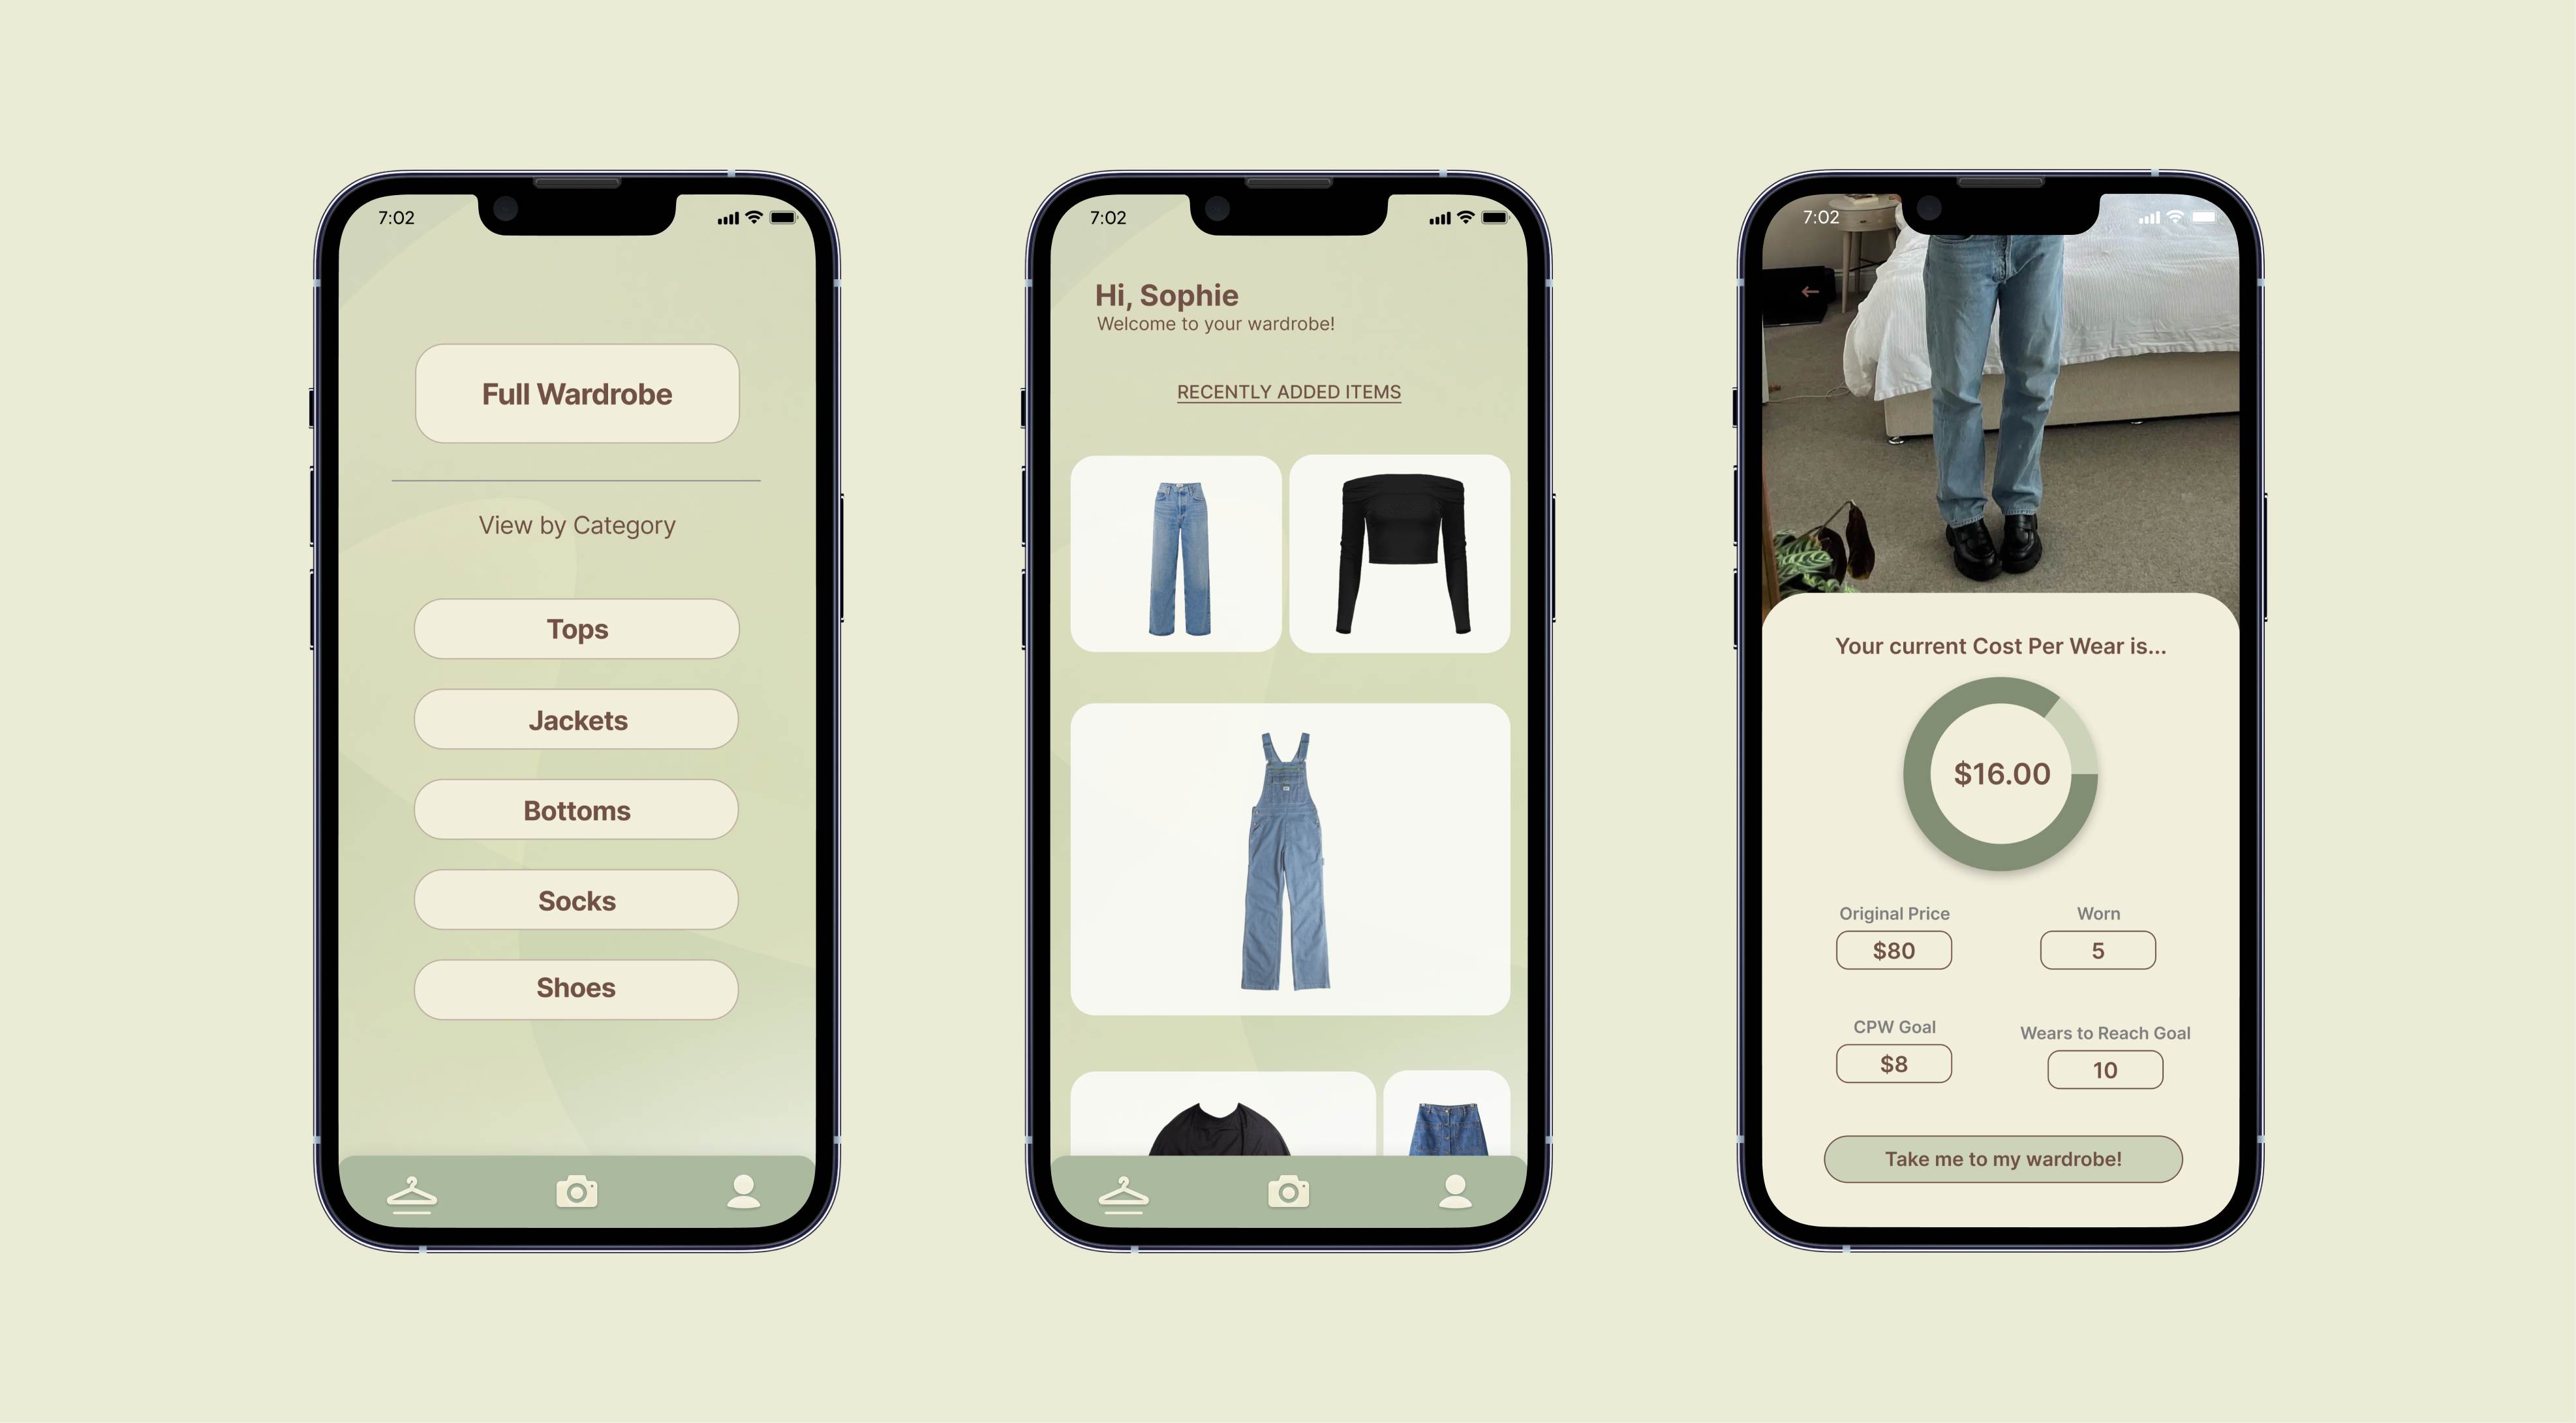 7:02
Full Wardrobe
View by Category
Tops
Jackets
Bottoms
Socks
Shoes
7:02
Hi, Sophie
Welcome to your wardrobe!
RECENTLY ADDED ITEMS
7:02
Your current Cost Per Wear is...
$16.00
Original Price
Worn
$80
5
CPW Goal
Wears to Reach Goal
$8
10
Take me to my wardrobe!